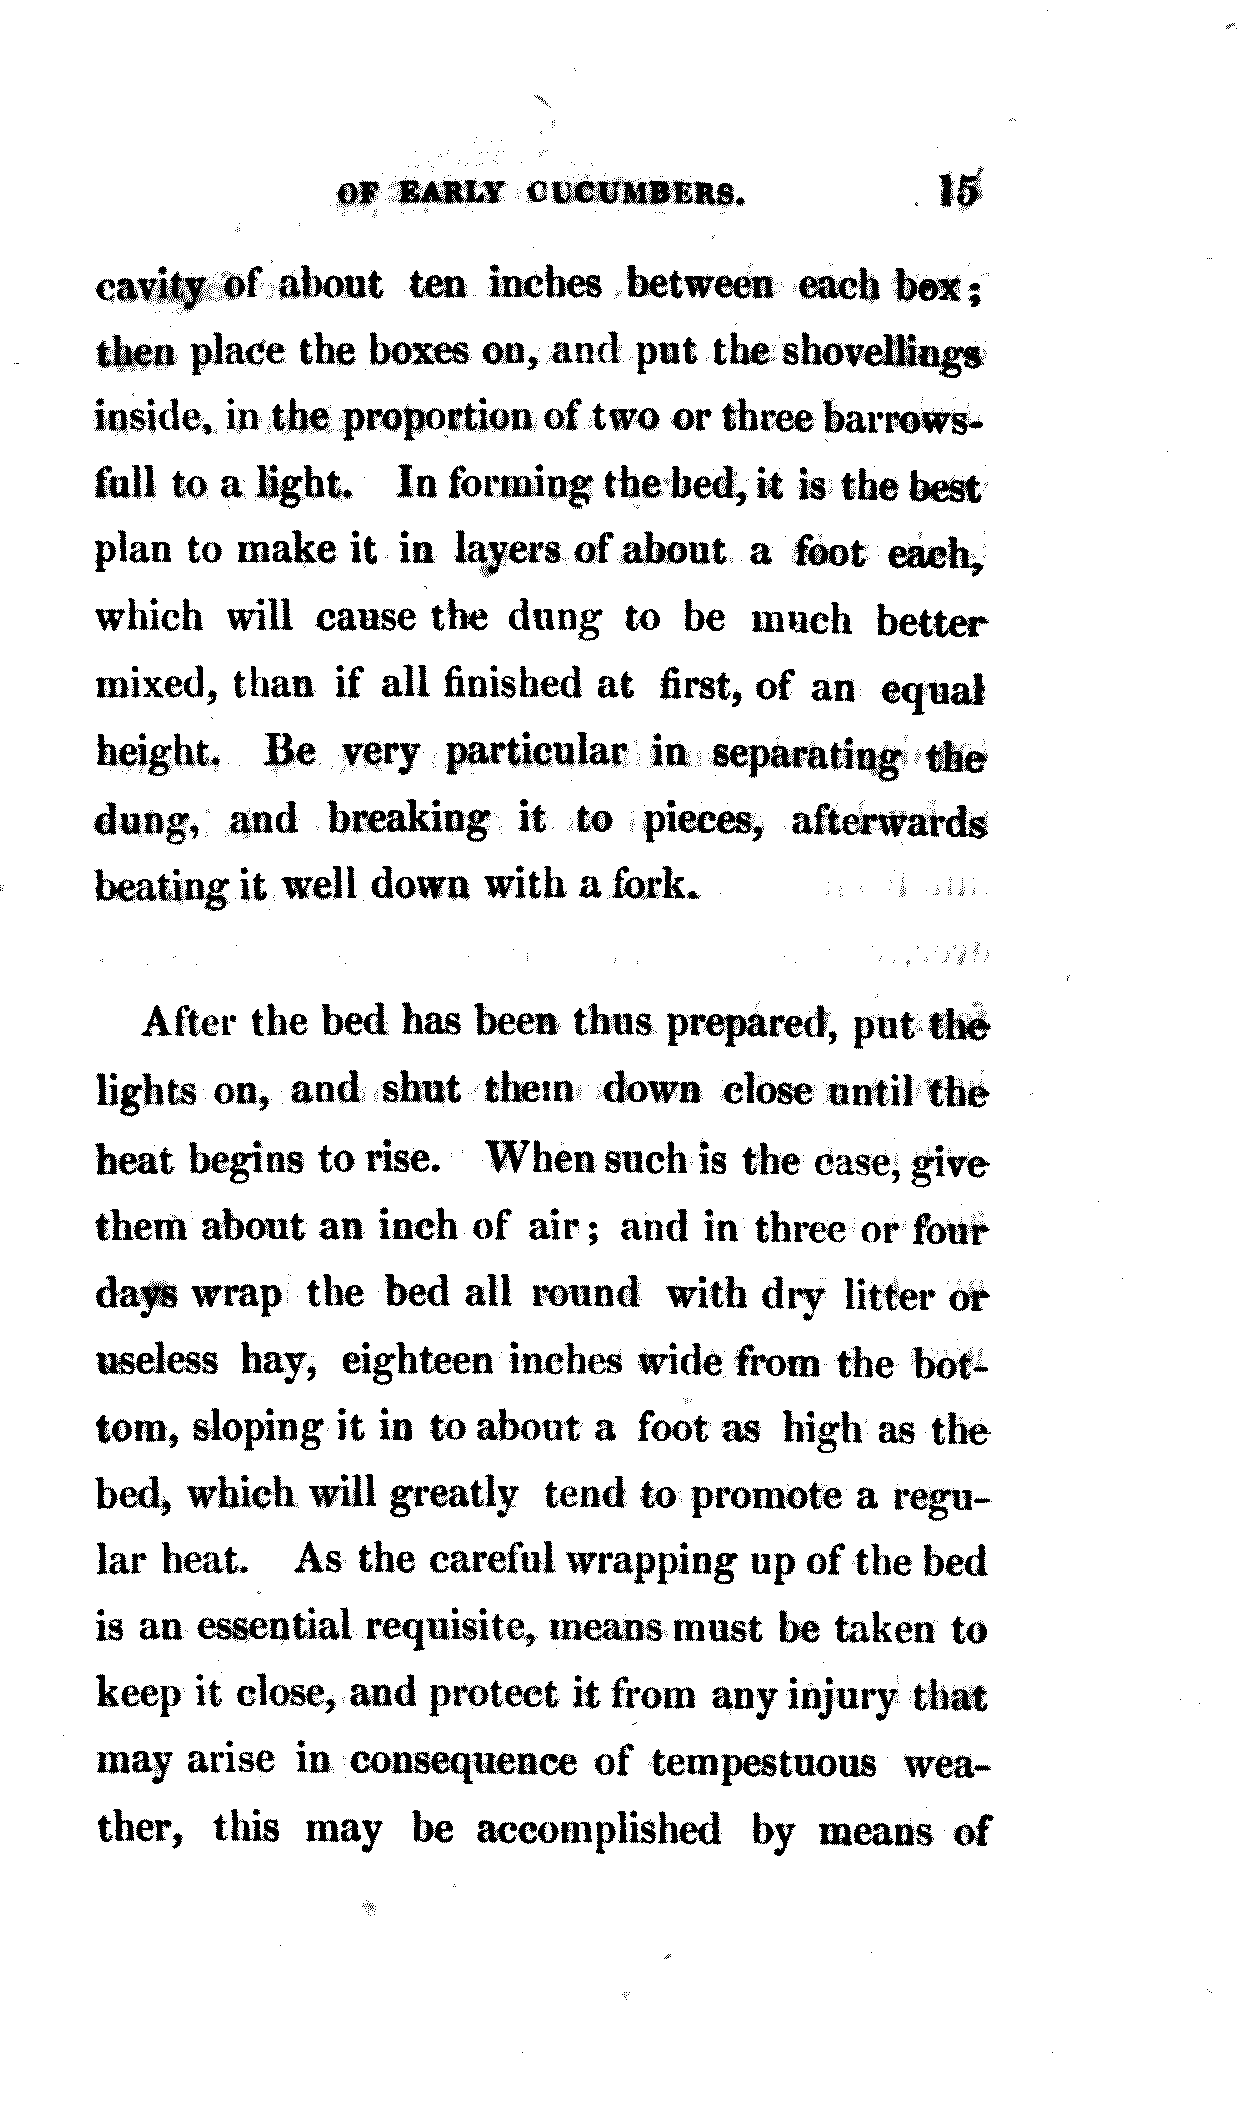 OF EARLY CUCUMBERS. 15
cavity of about ten inches between each box;
then place the boxes on, and put the shovellings
inside, in the proportion of two or three barrows-
full to a light. In forming the bed, it is the best
plan to make it in layers of about a foot each,
which will cause the dung to be much better
mixed, than if all finished at first, of an equal
height. Be very particular in separating the
dung, and breaking it to pieces, afterwards
beating it well down with a fork.
After the bed has been thus prepared, put the
lights on, and shut them down close until the
heat begins to rise. When such is the case, give
them about an inch of air; and in three or four
days wrap the bed all round with dry litter or
useless hay, eighteen inches wide from the bot-
tom, sloping it in to about a foot as high as the
bed, which will greatly tend to promote a regu-
lar heat. As the careful wrapping up of the bed
is an essential requisite, means must be taken to
keep it close, and protect it from any injury that
may arise in consequence of tempestuous wea-
ther, this may be accomplished by means of